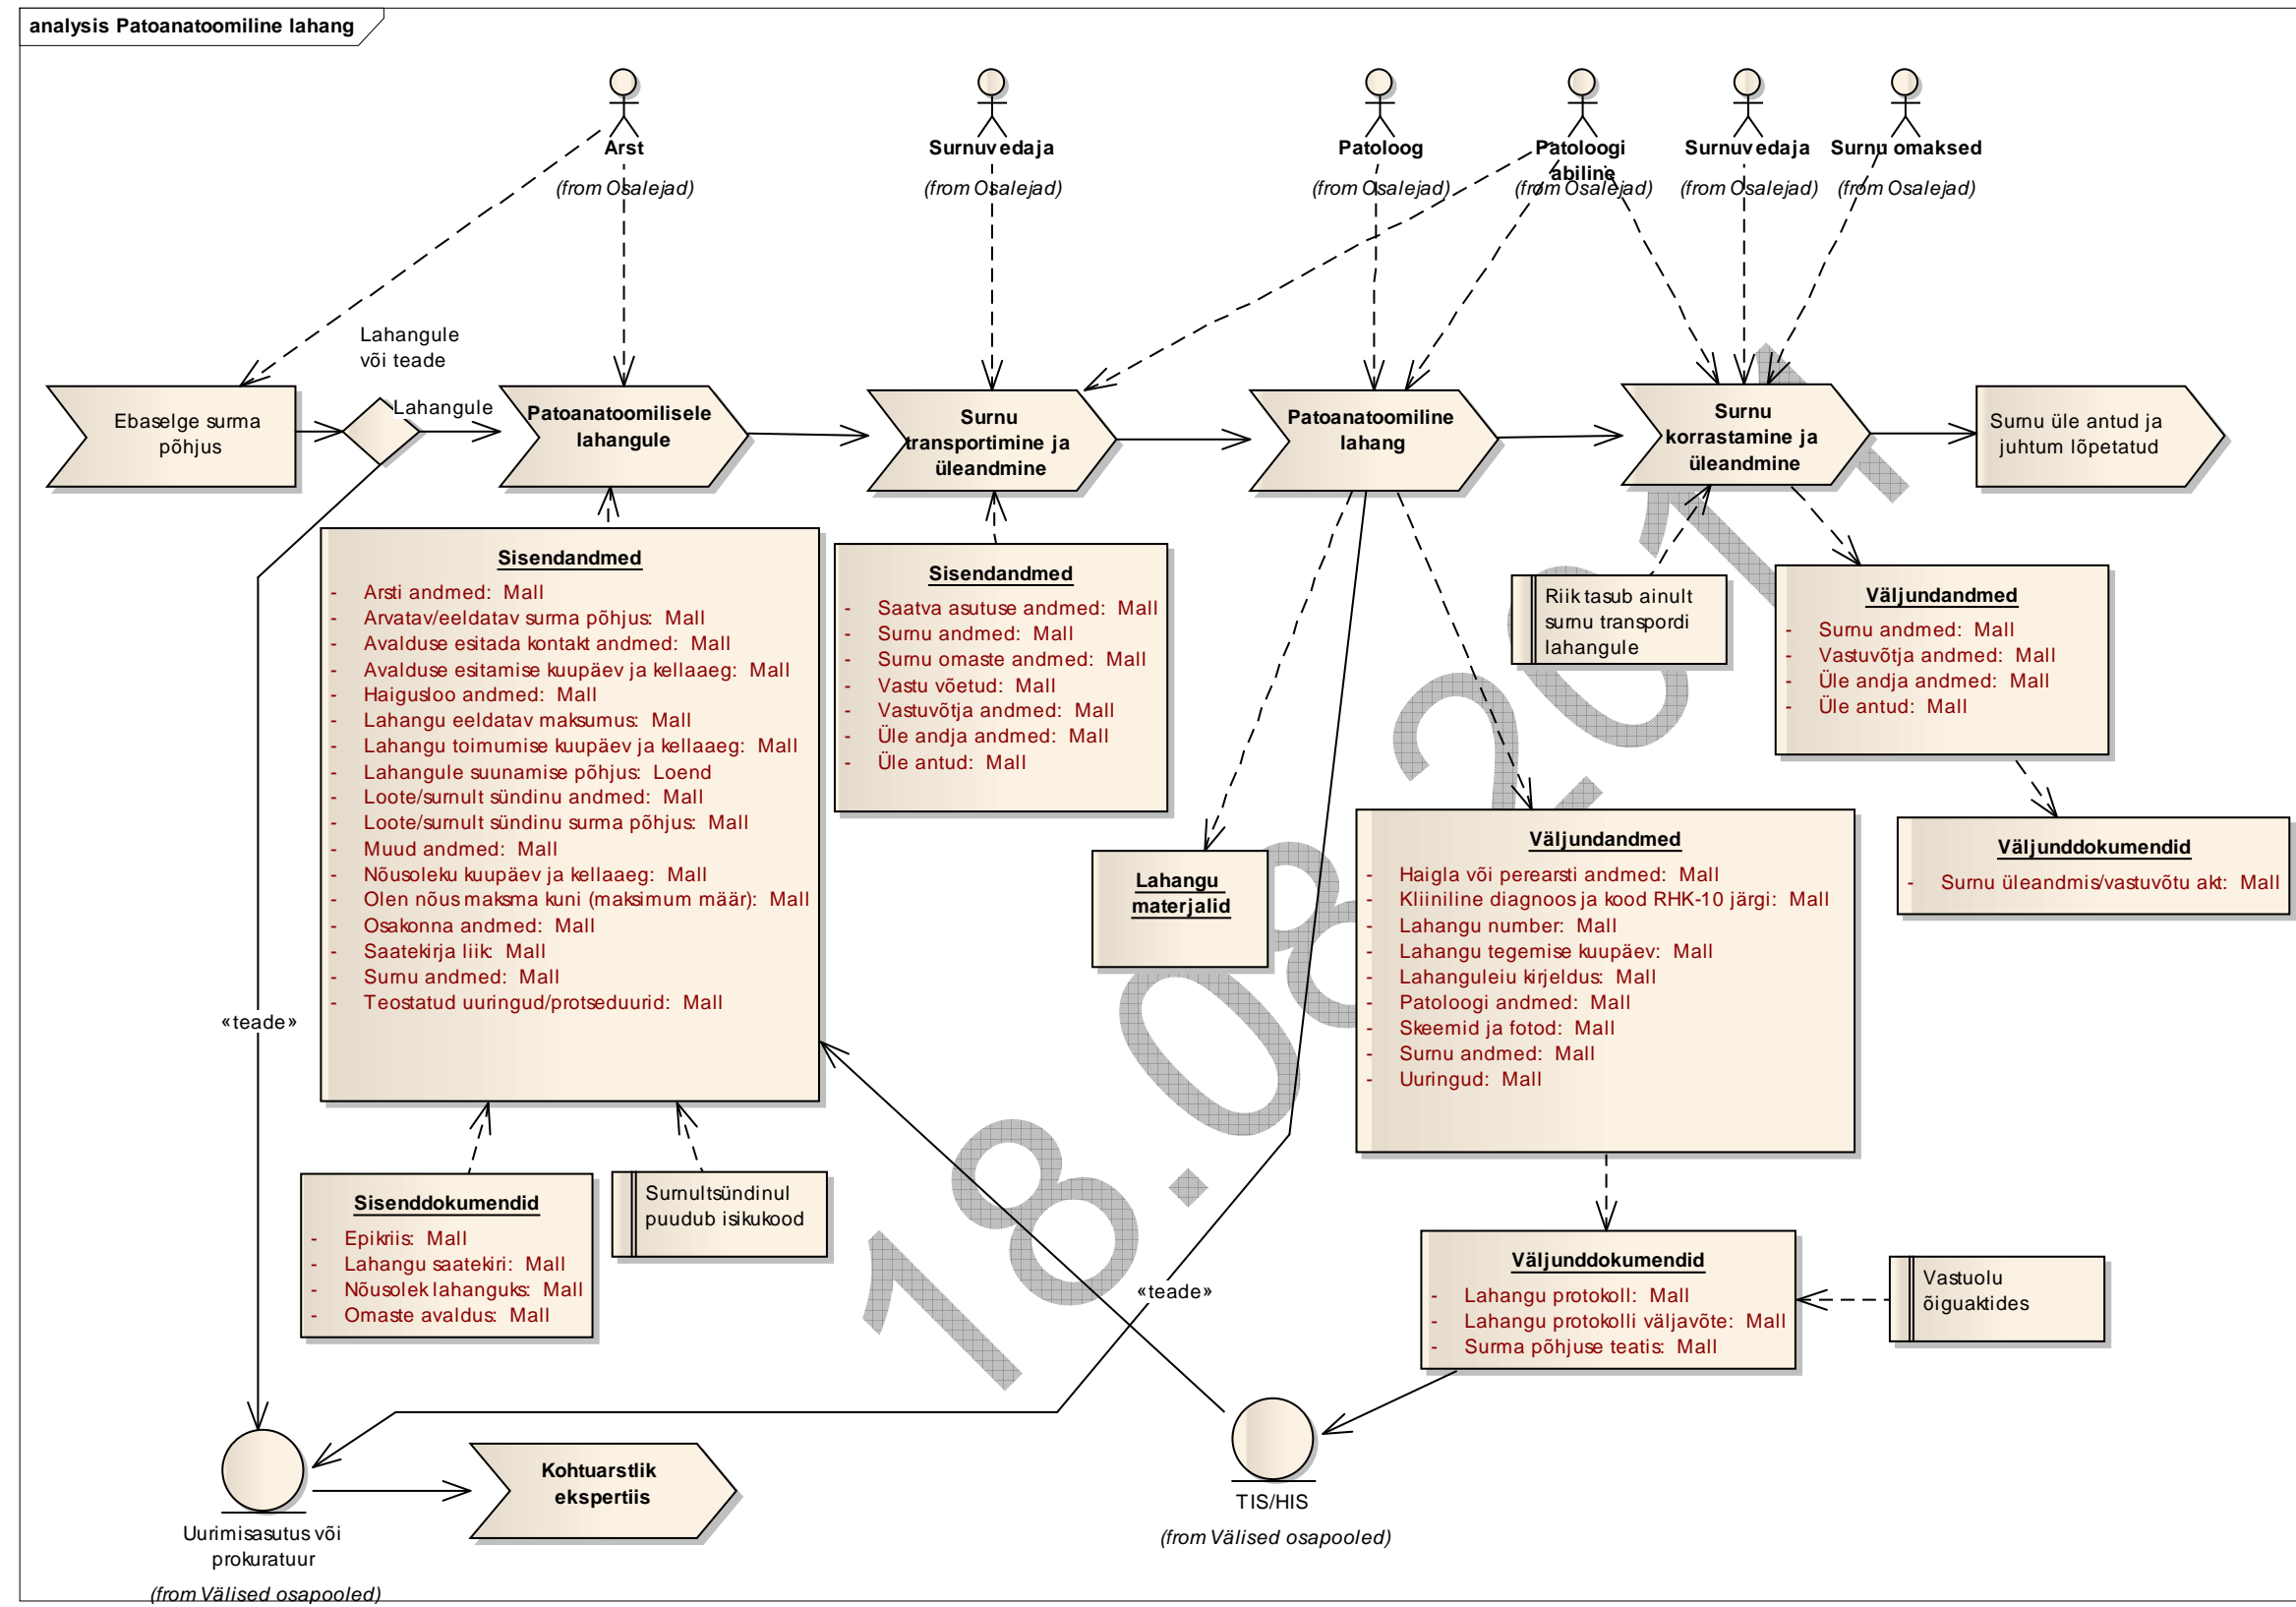 analysis Patoanatoomiline lahang
Arst
(from Osalejad)
Surnuvedaja
(from Osalejad)
Patoloog
(from Osalejad)
Patoloogi
abiline
(from Osalejad)
Surnuvedaja
(from Osalejad)
Surnu omaksed
(from Osalejad)
Lahangule
või teade
Ebaselge surma
põhjus
Lahangule
Patoanatoomilisele
lahangule
Surnu
transportimine ja
üleandmine
Patoanatoomiline
lahang
Surnu
korrastamine ja
üleandmine
Surnu üle antud ja
juhtum lõpetatud
Sisendandmed
- Arsti andmed: Mall
- Arvatav/eeldatav surma põhjus: Mall
- Avalduse esitada kontakt andmed: Mall
- Avalduse esitamise kuupäev ja kellaaeg: Mall
- Haigusloo andmed: Mall
- Lahangu eeldatav maksumus: Mall
- Lahangu toimumise kuupäev ja kellaaeg: Mall
- Lahangule suunamise põhjus: Loend
- Loote/surnult sündinu andmed: Mall
- Loote/surnult sündinu surma põhjus: Mall
- Muud andmed: Mall
- Nõusoleku kuupäev ja kellaaeg: Mall
- Olen nõus maksma kuni (maksimum määr): Mall
- Osakonna andmed: Mall
- Saatekirja liik: Mall
- Surnu andmed: Mall
- Teostatud uuringud/protseduurid: Mall
Sisendandmed
- Saatva asutuse andmed: Mall
- Surnu andmed: Mall
- Surnu omaste andmed: Mall
- Vastu võetud: Mall
- Vastuvõtja andmed: Mall
- Üle andja andmed: Mall
- Üle antud: Mall
Riik tasub ainult
surnu transpordi
lahangule
Väljundandmed
- Surnu andmed: Mall
- Vastuvõtja andmed: Mall
- Üle andja andmed: Mall
- Üle antud: Mall
Lahangu
materjalid
Väljundandmed
- Haigla või perearsti andmed: Mall
- Kliiniline diagnoos ja kood RHK-10 järgi: Mall
- Lahangu number: Mall
- Lahangu tegemise kuupäev: Mall
- Lahanguleiu kirjeldus: Mall
- Patoloogi andmed: Mall
- Skeemid ja fotod: Mall
- Surnu andmed: Mall
- Uuringud: Mall
Väljunddokumendid
- Surnu üleandmis/vastuvõtu akt: Mall
«teade»
Sisenddokumendid
- Epikriis: Mall
- Lahangu saatekiri: Mall
- Nõusolek lahanguks: Mall
- Omaste avaldus: Mall
Surnultsündinul
puudub isikukood
«teade»
Väljunddokumendid
- Lahangu protokoll: Mall
- Lahangu protokolli väljavõte: Mall
- Surma põhjuse teatis: Mall
Vastuolu
õiguaktides
Kohtuarstlik
ekspertiis
Uurimisasutus või
prokuratuur
(from Välised osapooled)
TIS/HIS
(from Välised osapooled)
18.08.2011